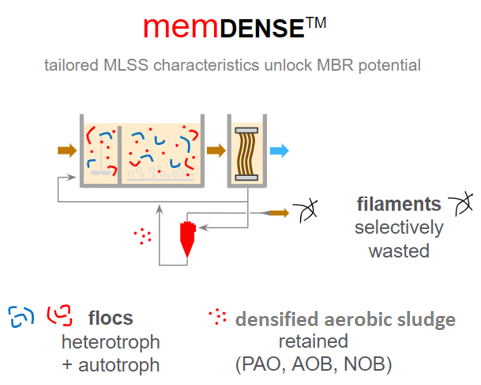 memDENSE™
tailored MLSS characteristics unlock MBR potential
filaments
selectively
wasted
flocs
heterotroph
+ autotroph
densified aerobic sludge
retained
(PAO, AOB, NOB)